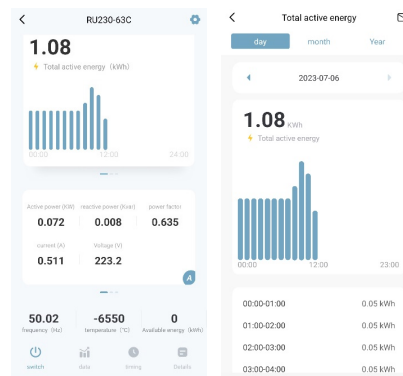 RU230-63C
1.08
Total active energy (kWh)
00:00 12:00 24:00
Active power (KW) reactive power (Kvar) power factor
0.072 0.008 0.635
current (A) Voltage (V)
0.511 223.2
A
50.02 -6550 0
frequency (Hz) temperature (°C) Available energy (kWh)
switch data timing Details
Total active energy
day month Year
2023-07-06
1.08 KWh
Total active energy
00:00 12:00 23:00
00:00-01:00 0.05 kWh
01:00-02:00 0.05 kWh
02:00-03:00 0.05 kWh
03:00-04:00 0.05 kWh